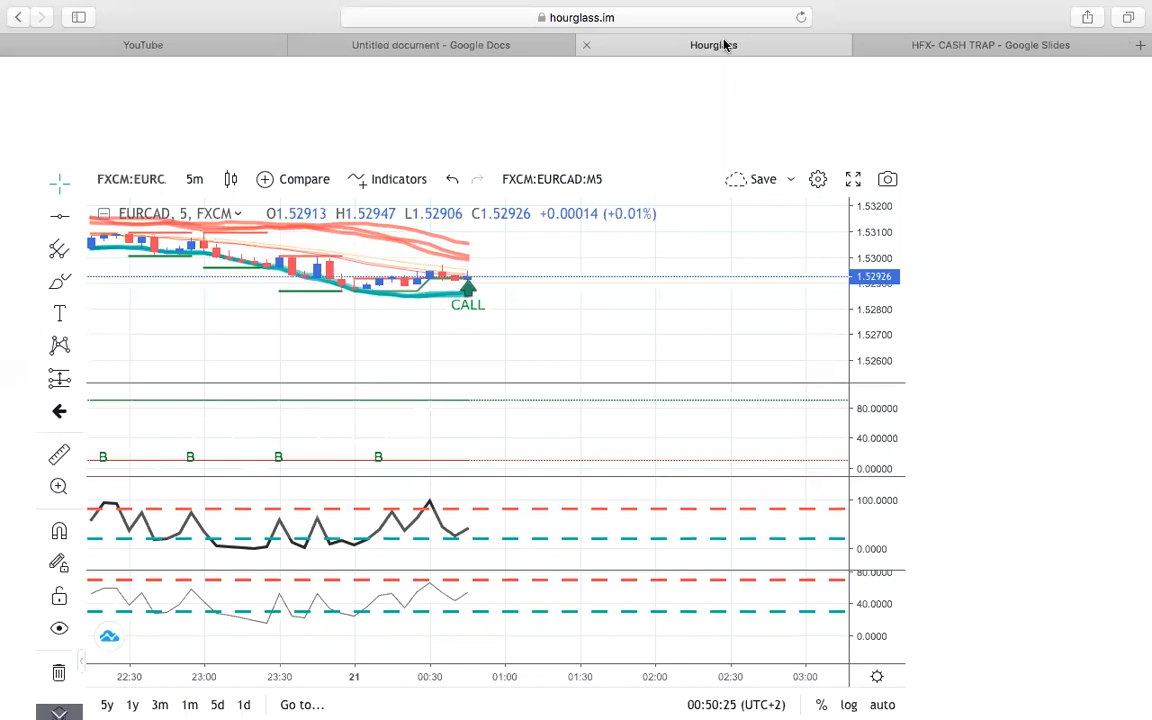 hourglass.im
YouTube
Untitled document - Google Docs
Hourglass
HFX- CASH TRAP - Google Slides
FXCM:EURC
5m
Compare
Indicators
FXCM:EURCAD:M5
Save
EURCAD, 5, FXCM
O1.52913 H1.52947 L1.52906 C1.52926 +0.00014 (+0.01%)
1.53200
1.53100
1.53000
1.52926
1.52800
1.52700
1.52600
CALL
80.00000
40.00000
0.00000
B B B B
100.0000
0.0000
80.0000
40.0000
0.0000
22:30 23:00 23:30 21 00:30 01:00 01:30 02:00 02:30 03:00
5y 1y 3m 1m 5d 1d Go to... 00:50:25 (UTC+2) % log auto